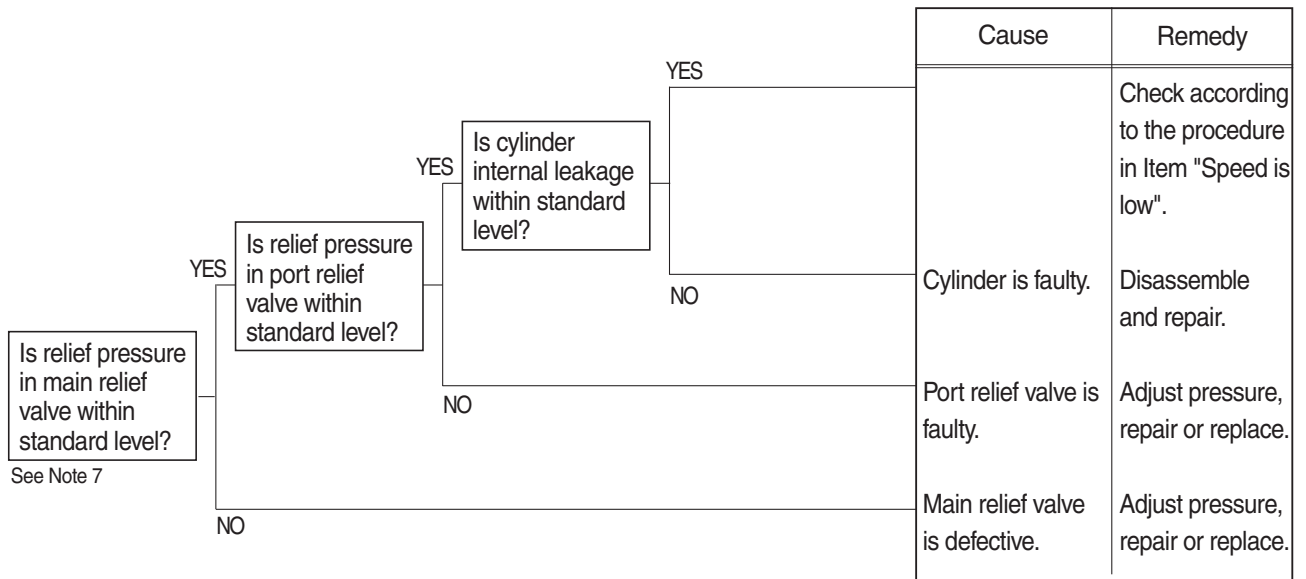 Cause
Remedy
YES
Check according
to the procedure
in Item "Speed is
low".
Is cylinder
internal leakage
within standard
level?
YES
NO
Cylinder is faulty.
Disassemble
and repair.
Is relief pressure
in port relief
valve within
standard level?
YES
NO
Port relief valve is
faulty.
Adjust pressure,
repair or replace.
Is relief pressure
in main relief
valve within
standard level?
See Note 7
NO
Main relief valve
is defective.
Adjust pressure,
repair or replace.